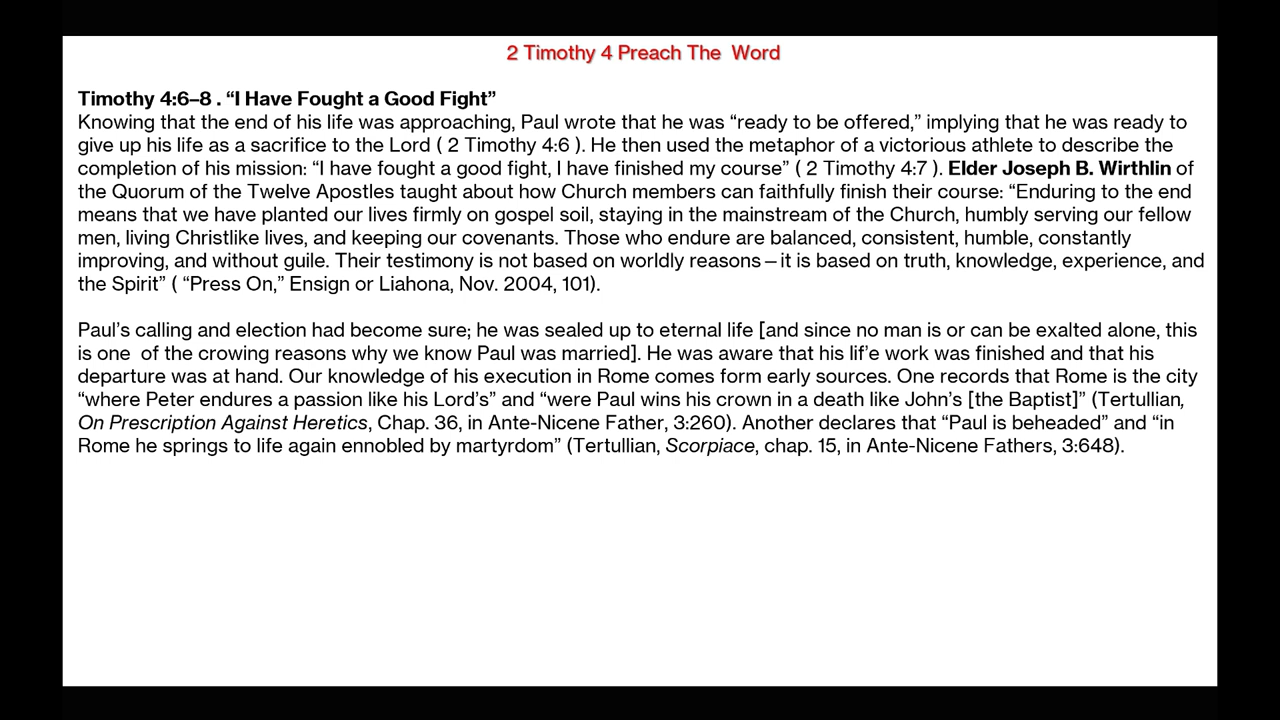 2 Timothy 4 Preach The  Word
Timothy 4:6–8 . “I Have Fought a Good Fight”
Knowing that the end of his life was approaching, Paul wrote that he was “ready to be offered,” implying that he was ready to
give up his life as a sacrifice to the Lord ( 2 Timothy 4:6 ). He then used the metaphor of a victorious athlete to describe the
completion of his mission: “I have fought a good fight, I have finished my course” ( 2 Timothy 4:7 ). Elder Joseph B. Wirthlin of
the Quorum of the Twelve Apostles taught about how Church members can faithfully finish their course: “Enduring to the end
means that we have planted our lives firmly on gospel soil, staying in the mainstream of the Church, humbly serving our fellow
men, living Christlike lives, and keeping our covenants. Those who endure are balanced, consistent, humble, constantly
improving, and without guile. Their testimony is not based on worldly reasons—it is based on truth, knowledge, experience, and
the Spirit” ( “Press On,” Ensign or Liahona, Nov. 2004, 101).
Paul’s calling and election had become sure; he was sealed up to eternal life [and since no man is or can be exalted alone, this
is one  of the crowing reasons why we know Paul was married]. He was aware that his lif’e work was finished and that his
departure was at hand. Our knowledge of his execution in Rome comes form early sources. One records that Rome is the city
“where Peter endures a passion like his Lord’s” and “were Paul wins his crown in a death like John’s [the Baptist]” (Tertullian,
On Prescription Against Heretics, Chap. 36, in Ante-Nicene Father, 3:260). Another declares that “Paul is beheaded” and “in
Rome he springs to life again ennobled by martyrdom” (Tertullian, Scorpiace, chap. 15, in Ante-Nicene Fathers, 3:648).